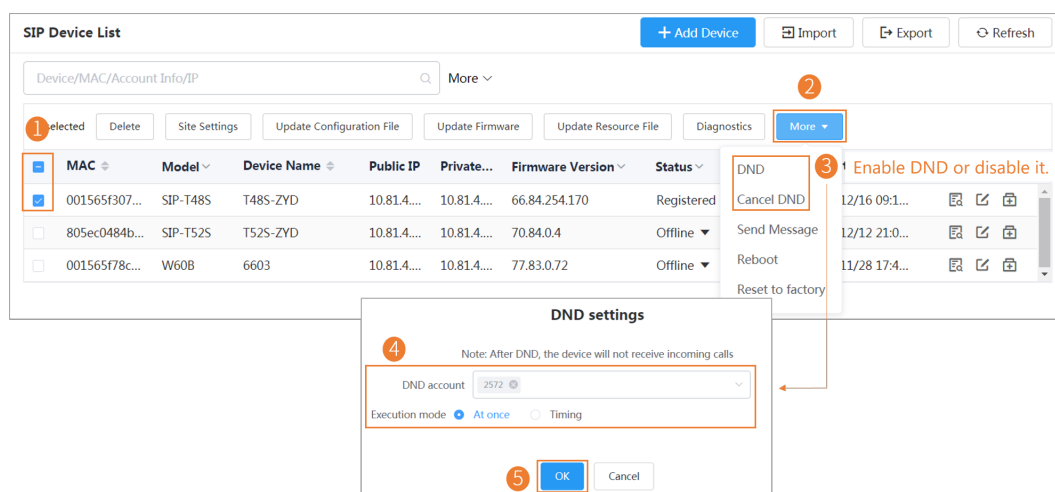 SIP Device List + Add Device Import Export Refresh
Device/MAC/Account Info/IP More
2
1 elected Delete Site Settings Update Configuration File Update Firmware Update Resource File Diagnostics More
MAC Model Device Name Public IP Private... Firmware Version Status
DND 3 Enable DND or disable it.
001565f307... SIP-T48S T48S-ZYD 10.81.4.... 10.81.4.... 66.84.254.170 Registered Cancel DND 12/16 09:1...
805ec0484b... SIP-T52S T52S-ZYD 10.81.4.... 10.81.4.... 70.84.0.4 Offline Send Message 12/12 21:0...
001565f78c... W60B 6603 10.81.4.... 10.81.4.... 77.83.0.72 Offline Reboot 11/28 17:4...
Reset to factory
DND settings
4 Note: After DND, the device will not receive incoming calls
DND account 2572
Execution mode At once Timing
5 OK Cancel